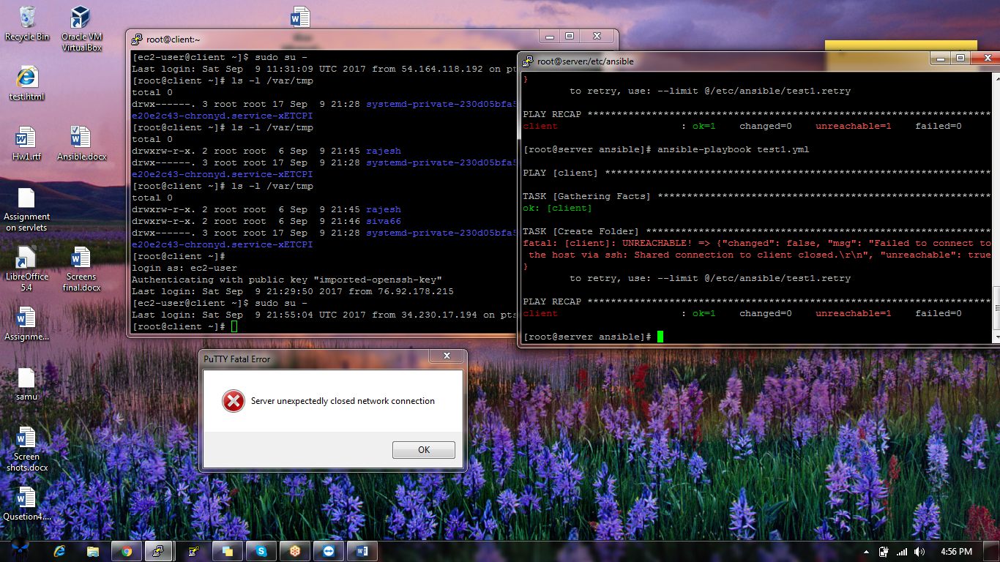 Recycle Bin
Oracle VM
VirtualBox
test.html
Hw1.rtf
Ansible.docx
Assignment
on servlets
LibreOffice
5.4
Screens
final.docx
Assignme...
samu
Screen
shots.docx
Qusetion4....
root@client:~
[ec2-user@client ~]$ sudo su -
Last login: Sat Sep  9 11:31:09 UTC 2017 from 54.164.118.192 on pts
[root@client ~]# ls -l /var/tmp
total 0
drwx------. 3 root root 17 Sep  9 21:28 systemd-private-230d05bfa5
e20e2c43-chronyd.service-xETCPI
[root@client ~]# ls -l /var/tmp
total 0
drwxrw-r-x. 2 root root  6 Sep  9 21:45 rajesh
drwx------. 3 root root 17 Sep  9 21:28 systemd-private-230d05bfa5
e20e2c43-chronyd.service-xETCPI
[root@client ~]# ls -l /var/tmp
total 0
drwxrw-r-x. 2 root root  6 Sep  9 21:45 rajesh
drwxrw-r-x. 2 root root  6 Sep  9 21:46 siva66
drwx------. 3 root root 17 Sep  9 21:28 systemd-private-230d05bfa5
e20e2c43-chronyd.service-xETCPI
[root@client ~]#
login as: ec2-user
Authenticating with public key "imported-openssh-key"
Last login: Sat Sep  9 21:29:50 2017 from 76.92.178.215
[ec2-user@client ~]$ sudo su -
Last login: Sat Sep  9 21:55:04 UTC 2017 from 34.230.17.194 on pts
[root@client ~]#
root@server:/etc/ansible
}
        to retry, use: --limit @/etc/ansible/test1.retry
PLAY RECAP *********************************************************************
client                     : ok=1    changed=0    unreachable=1    failed=0
[root@server ansible]# ansible-playbook test1.yml
PLAY [client] ******************************************************************
TASK [Gathering Facts] *********************************************************
ok: [client]
TASK [Create Folder] ***********************************************************
fatal: [client]: UNREACHABLE! => {"changed": false, "msg": "Failed to connect to
 the host via ssh: Shared connection to client closed.\r\n", "unreachable": true
}
        to retry, use: --limit @/etc/ansible/test1.retry
PLAY RECAP *********************************************************************
client                     : ok=1    changed=0    unreachable=1    failed=0
[root@server ansible]#
PuTTY Fatal Error
Server unexpectedly closed network connection
OK
4:56 PM